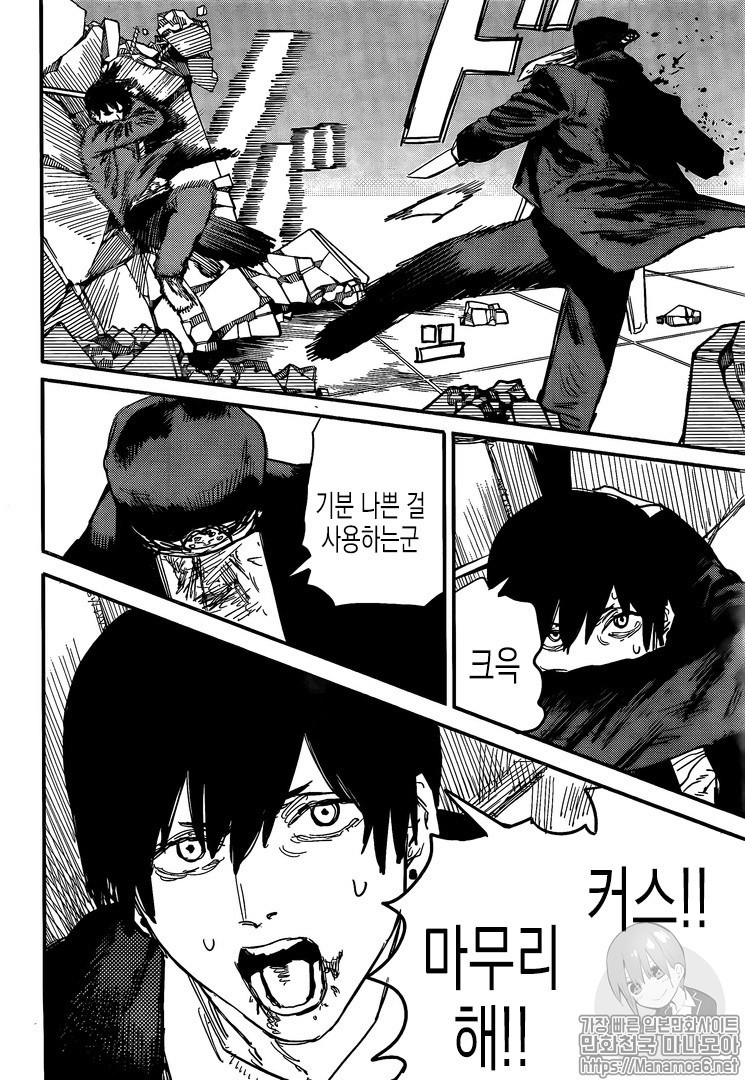 기분 나쁜 걸
사용하는군
크윽
커스!!
마무리
해!!
가장 빠른 일본만화사이트
만화천국 마나모아
https://Manamoa6.net